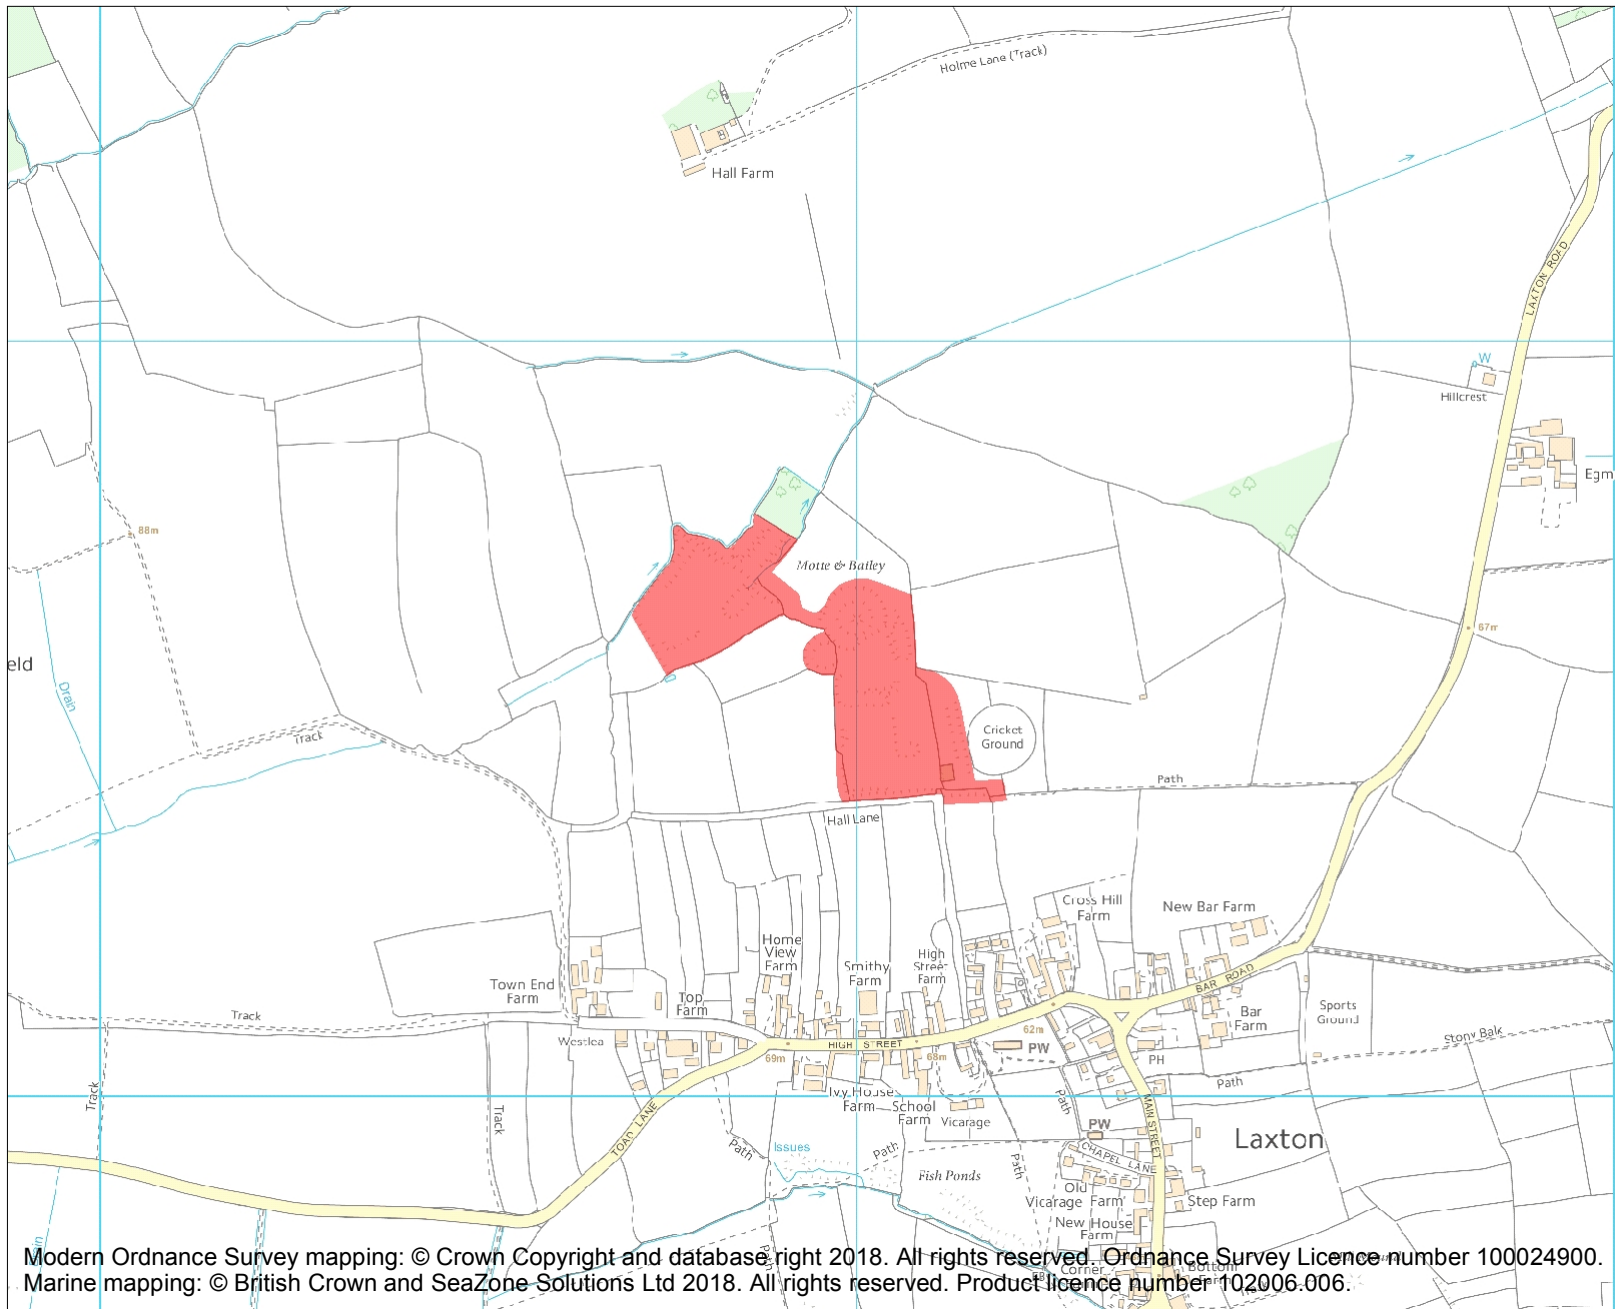 Holme Lane (Track)
Hall Farm
LAXTON ROAD
W
Hillcrest
Egm
88m
Motte & Bailey
67m
eld
Drain
Track
Cricket
Ground
Path
Hall Lane
Cross Hill
Farm
New Bar Farm
Home
View
Farm
Smithy
Farm
High
Street
Farm
Town End
Farm
Top
Farm
BAR ROAD
Track
Bar
Farm
Sports
Ground
Westlea
69m
HIGH STREET
68m
62m
PW
PH
Stony Balk
Track
Track
TOAD LANE
Ivy House
Farm
School
Farm
Vicarage
Path
Path
MAIN STREET
PW
Laxton
Path
Issues
Path
Fish Ponds
Path
CHAPEL LANE
Old
Vicarage Farm
Step Farm
New House
Farm
Path
Corner
Bottom
Farm
Modern Ordnance Survey mapping: © Crown Copyright and database right 2018. All rights reserved. Ordnance Survey Licence number 100024900.
Marine mapping: © British Crown and SeaZone Solutions Ltd 2018. All rights reserved. Product licence number 102006.006.